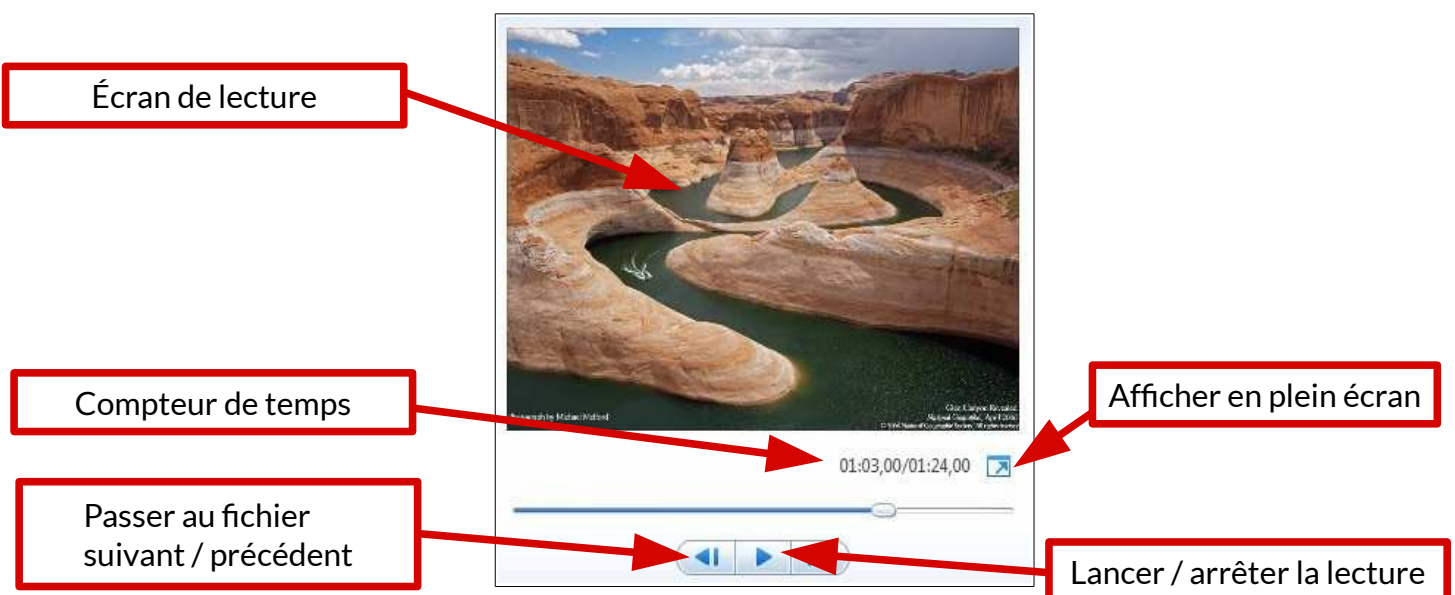 Écran de lecture
Compteur de temps
Afficher en plein écran
01:03,00/01:24,00
Passer au fichier
suivant / précédent
Lancer / arrêter la lecture